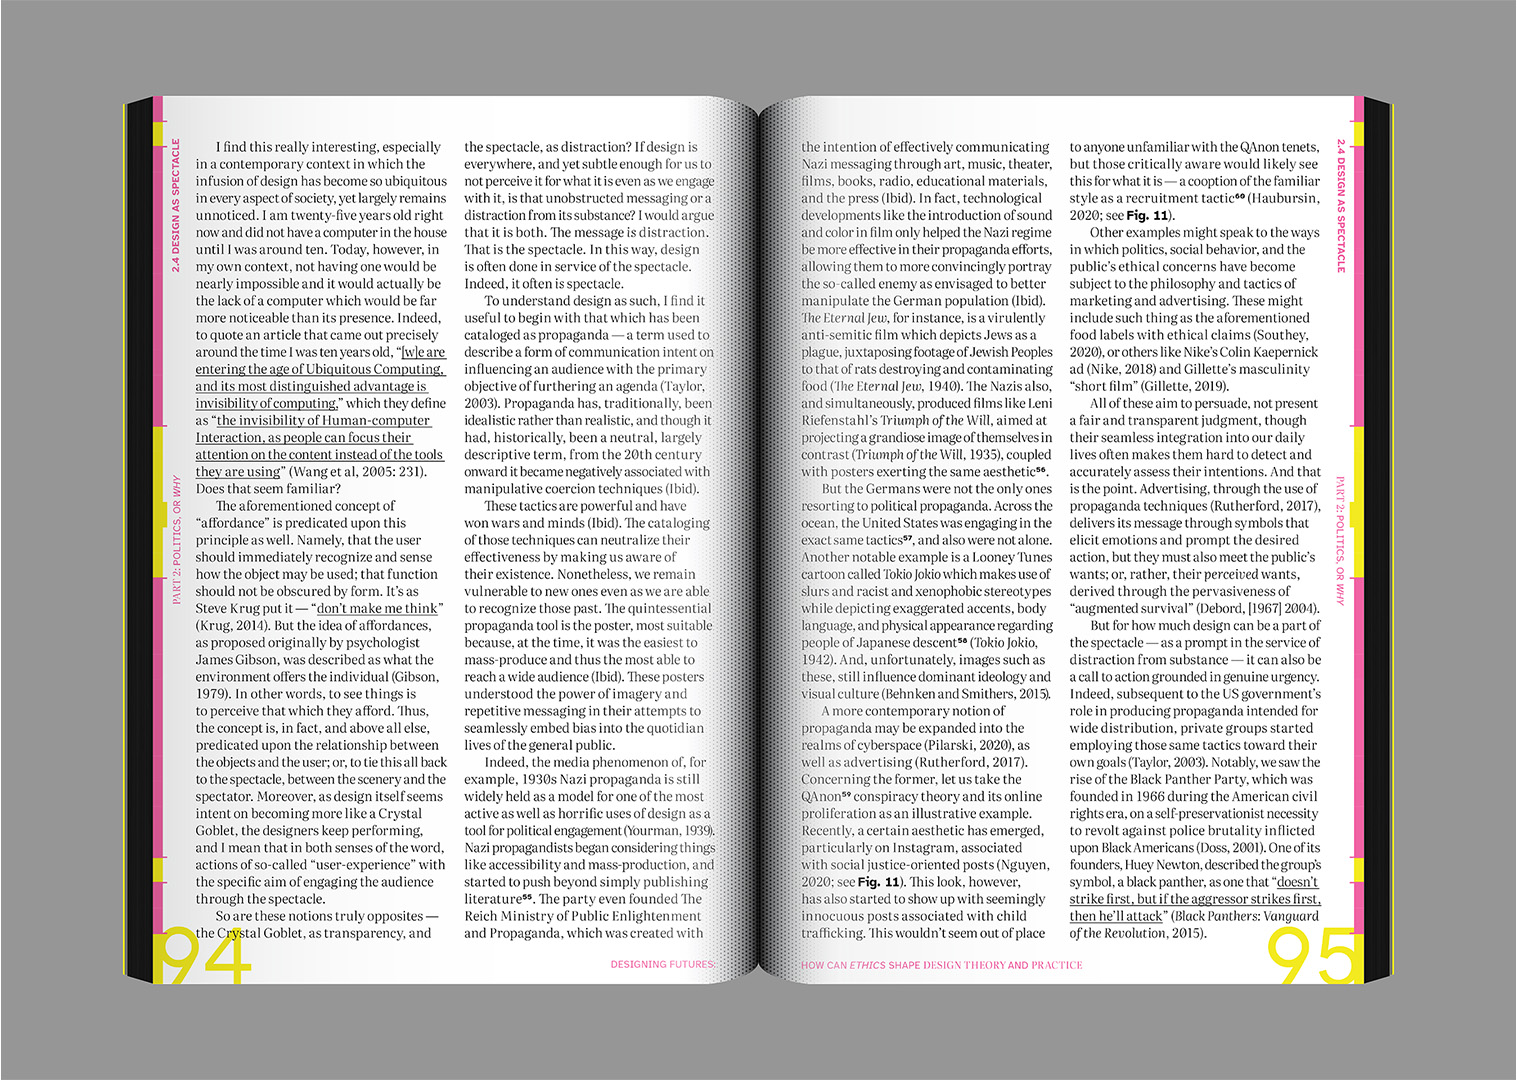 2.4 DESIGN AS SPECTACLE
PART 2: POLITICS, OR WHY
I find this really interesting, especially
in a contemporary context in which the
infusion of design has become so ubiquitous
in every aspect of society, yet largely remains
unnoticed. I am twenty-five years old right
now and did not have a computer in the house
until I was around ten. Today, however, in
my own context, not having one would be
nearly impossible and it would actually be
the lack of a computer which would be far
more noticeable than its presence. Indeed,
to quote an article that came out precisely
around the time I was ten years old, “[w]e are
entering the age of Ubiquitous Computing,
and its most distinguished advantage is
invisibility of computing,” which they define
as “the invisibility of Human-computer
Interaction, as people can focus their
attention on the content instead of the tools
they are using” (Wang et al, 2005: 231).
Does that seem familiar?
The aforementioned concept of
“affordance” is predicated upon this
principle as well. Namely, that the user
should immediately recognize and sense
how the object may be used; that function
should not be obscured by form. It’s as
Steve Krug put it — “don’t make me think”
(Krug, 2014). But the idea of affordances,
as proposed originally by psychologist
James Gibson, was described as what the
environment offers the individual (Gibson,
1979). In other words, to see things is
to perceive that which they afford. Thus,
the concept is, in fact, and above all else,
predicated upon the relationship between
the objects and the user; or, to tie this all back
to the spectacle, between the scenery and the
spectator. Moreover, as design itself seems
intent on becoming more like a Crystal
Goblet, the designers keep performing,
and I mean that in both senses of the word,
actions of so-called “user-experience” with
the specific aim of engaging the audience
through the spectacle.
So are these notions truly opposites —
the Crystal Goblet, as transparency, and
94
the spectacle, as distraction? If design is
everywhere, and yet subtle enough for us to
not perceive it for what it is even as we engage
with it, is that unobstructed messaging or a
distraction from its substance? I would argue
that it is both. The message is distraction.
That is the spectacle. In this way, design
is often done in service of the spectacle.
Indeed, it often is spectacle.
To understand design as such, I find it
useful to begin with that which has been
cataloged as propaganda — a term used to
describe a form of communication intent on
influencing an audience with the primary
objective of furthering an agenda (Taylor,
2003). Propaganda has, traditionally, been
idealistic rather than realistic, and though it
had, historically, been a neutral, largely
descriptive term, from the 20th century
onward it became negatively associated with
manipulative coercion techniques (Ibid).
These tactics are powerful and have
won wars and minds (Ibid). The cataloging
of those techniques can neutralize their
effectiveness by making us aware of
their existence. Nonetheless, we remain
vulnerable to new ones even as we are able
to recognize those past. The quintessential
propaganda tool is the poster, most suitable
because, at the time, it was the easiest to
mass-produce and thus the most able to
reach a wide audience (Ibid). These posters
understood the power of imagery and
repetitive messaging in their attempts to
seamlessly embed bias into the quotidian
lives of the general public.
Indeed, the media phenomenon of, for
example, 1930s Nazi propaganda is still
widely held as a model for one of the most
active as well as horrific uses of design as a
tool for political engagement (Yourman, 1939).
Nazi propagandists began considering things
like accessibility and mass-production, and
started to push beyond simply publishing
literature⁵⁵. The party even founded The
Reich Ministry of Public Enlightenment
and Propaganda, which was created with
DESIGNING FUTURES:
the intention of effectively communicating
Nazi messaging through art, music, theater,
films, books, radio, educational materials,
and the press (Ibid). In fact, technological
developments like the introduction of sound
and color in film only helped the Nazi regime
be more effective in their propaganda efforts,
allowing them to more convincingly portray
the so-called enemy as envisaged to better
manipulate the German population (Ibid).
The Eternal Jew, for instance, is a virulently
anti-semitic film which depicts Jews as a
plague, juxtaposing footage of Jewish Peoples
to that of rats destroying and contaminating
food (The Eternal Jew, 1940). The Nazis also,
and simultaneously, produced films like Leni
Riefenstahl’s Triumph of the Will, aimed at
projecting a grandiose image of themselves in
contrast (Triumph of the Will, 1935), coupled
with posters exerting the same aesthetic⁵⁶.
But the Germans were not the only ones
resorting to political propaganda. Across the
ocean, the United States was engaging in the
exact same tactics⁵⁷, and also were not alone.
Another notable example is a Looney Tunes
cartoon called Tokio Jokio which makes use of
slurs and racist and xenophobic stereotypes
while depicting exaggerated accents, body
language, and physical appearance regarding
people of Japanese descent⁵⁸ (Tokio Jokio,
1942). And, unfortunately, images such as
these, still influence dominant ideology and
visual culture (Behnken and Smithers, 2015).
A more contemporary notion of
propaganda may be expanded into the
realms of cyberspace (Pilarski, 2020), as
well as advertising (Rutherford, 2017).
Concerning the former, let us take the
QAnon⁵⁹ conspiracy theory and its online
proliferation as an illustrative example.
Recently, a certain aesthetic has emerged,
particularly on Instagram, associated
with social justice-oriented posts (Nguyen,
2020; see Fig. 11). This look, however,
has also started to show up with seemingly
innocuous posts associated with child
trafficking. This wouldn’t seem out of place
HOW CAN ETHICS SHAPE DESIGN THEORY AND PRACTICE
to anyone unfamiliar with the QAnon tenets,
but those critically aware would likely see
this for what it is — a cooption of the familiar
style as a recruitment tactic⁶⁰ (Haubursin,
2020; see Fig. 11).
Other examples might speak to the ways
in which politics, social behavior, and the
public’s ethical concerns have become
subject to the philosophy and tactics of
marketing and advertising. These might
include such thing as the aforementioned
food labels with ethical claims (Southey,
2020), or others like Nike’s Colin Kaepernick
ad (Nike, 2018) and Gillette’s masculinity
“short film” (Gillette, 2019).
All of these aim to persuade, not present
a fair and transparent judgment, though
their seamless integration into our daily
lives often makes them hard to detect and
accurately assess their intentions. And that
is the point. Advertising, through the use of
propaganda techniques (Rutherford, 2017),
delivers its message through symbols that
elicit emotions and prompt the desired
action, but they must also meet the public’s
wants; or, rather, their perceived wants,
derived through the pervasiveness of
“augmented survival” (Debord, [1967] 2004).
But for how much design can be a part of
the spectacle — as a prompt in the service of
distraction from substance — it can also be
a call to action grounded in genuine urgency.
Indeed, subsequent to the US government’s
role in producing propaganda intended for
wide distribution, private groups started
employing those same tactics toward their
own goals (Taylor, 2003). Notably, we saw the
rise of the Black Panther Party, which was
founded in 1966 during the American civil
rights era, on a self-preservationist necessity
to revolt against police brutality inflicted
upon Black Americans (Doss, 2001). One of its
founders, Huey Newton, described the group’s
symbol, a black panther, as one that “doesn’t
strike first, but if the aggressor strikes first,
then he’ll attack” (Black Panthers: Vanguard
of the Revolution, 2015).
95
2.4 DESIGN AS SPECTACLE
PART 2: POLITICS, OR WHY